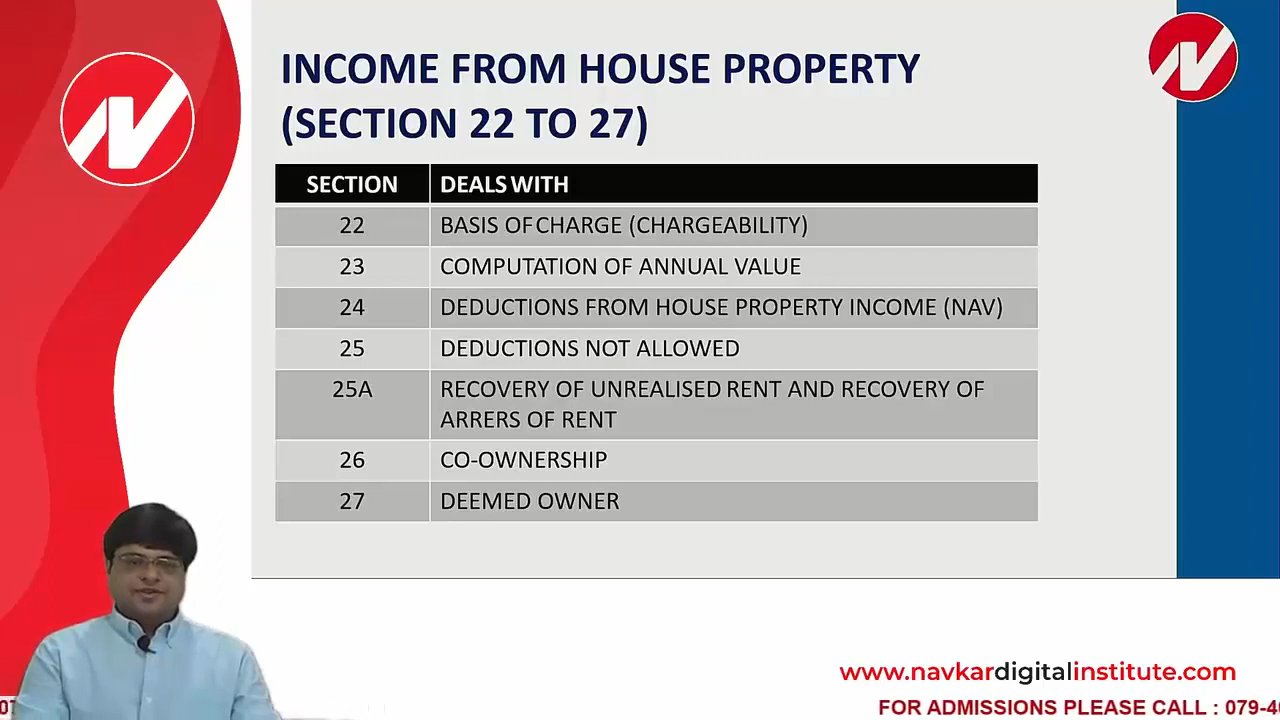 INCOME FROM HOUSE PROPERTY
(SECTION 22 TO 27)
SECTION DEALS WITH
22 BASIS OF CHARGE (CHARGEABILITY)
23 COMPUTATION OF ANNUAL VALUE
24 DEDUCTIONS FROM HOUSE PROPERTY INCOME (NAV)
25 DEDUCTIONS NOT ALLOWED
25A RECOVERY OF UNREALISED RENT AND RECOVERY OF
ARRERS OF RENT
26 CO-OWNERSHIP
27 DEEMED OWNER
www.navkardigitalinstitute.com
FOR ADMISSIONS PLEASE CALL : 079-4